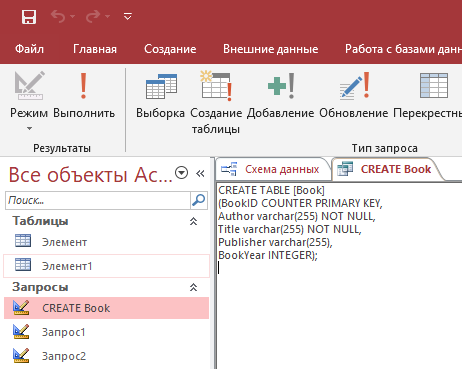 Файл Главная Создание Внешние данные Работа с базами данн
Режим Выполнить Выборка Создание таблицы Добавление Обновление Перекрестны
Результаты Тип запроса
Все объекты Ac...
Схема данных CREATE Book
Поиск...
Таблицы
Элемент
Элемент1
Запросы
CREATE Book
Запрос1
Запрос2
CREATE TABLE [Book]
(BookID COUNTER PRIMARY KEY,
Author varchar(255) NOT NULL,
Title varchar(255) NOT NULL,
Publisher varchar(255),
BookYear INTEGER);